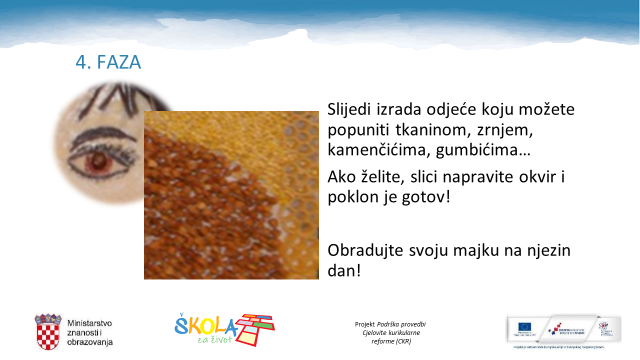 4. FAZA
Slijedi izrada odjeće koju možete
popuniti tkaninom, zrnjem,
kamenčićima, gumbićima...
Ako želite, slici napravite okvir i
poklon je gotov!
Obradujte svoju majku na njezin
dan!
Ministarstvo
znanosti i
obrazovanja
ŠKOLA
za život
Projekt Podrška provedbi
Cjelovite kurikularne
reforme (CKR)